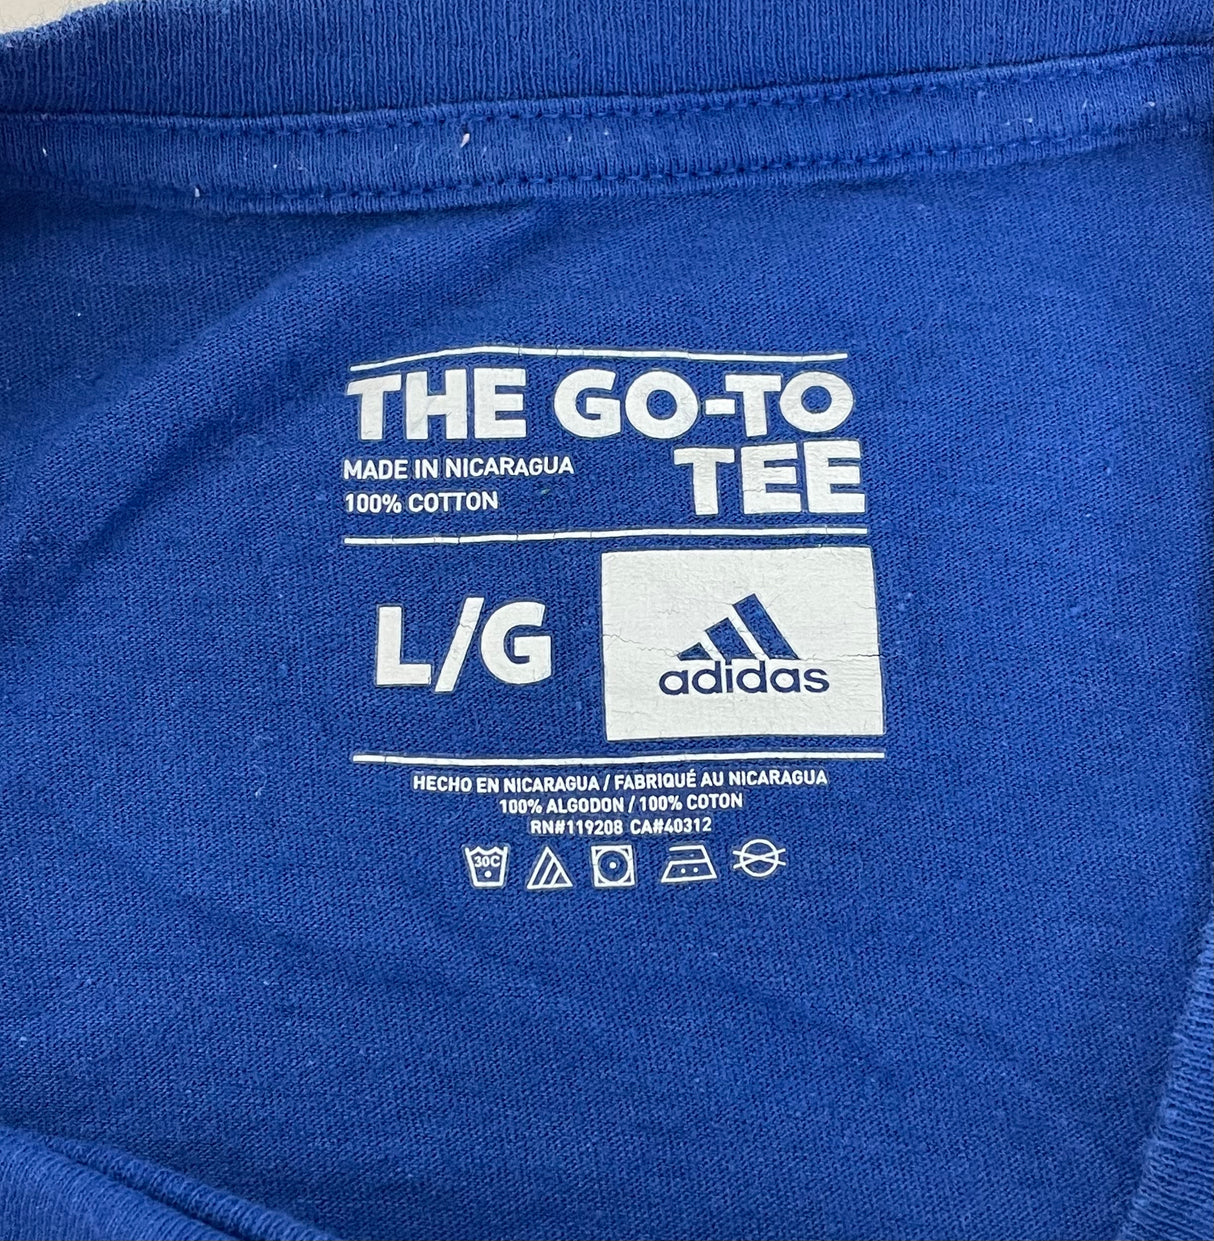 THE GO-TO
TEE
MADE IN NICARAGUA
100% COTTON
L/G
adidas
HECHO EN NICARAGUA / FABRIQUÉ AU NICARAGUA
100% ALGODON / 100% COTON
RN#119208 CA#40312
30C